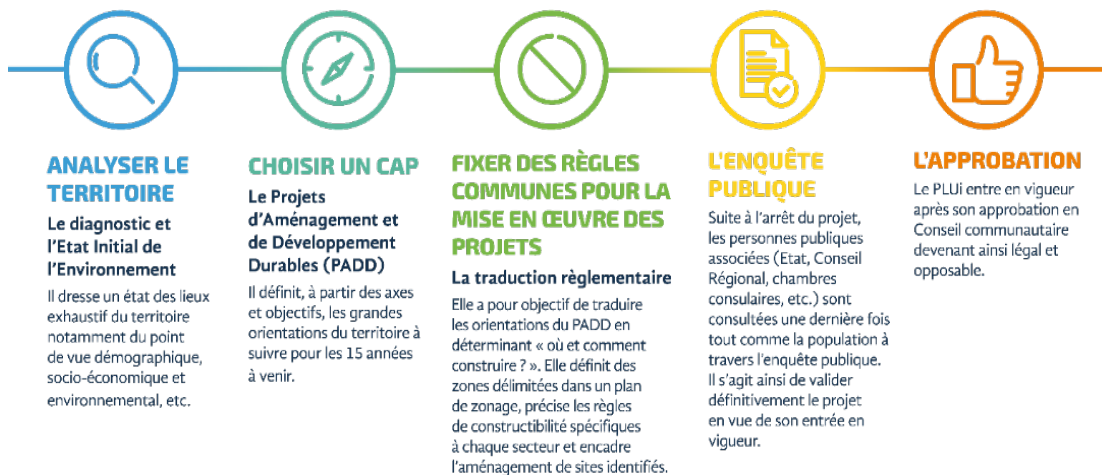 ANALYSER LE
TERRITOIRE
Le diagnostic et
l'Etat Initial de
l'Environnement
Il dresse un état des lieux
exhaustif du territoire
notamment du point
de vue démographique,
socio-économique et
environnemental, etc.
CHOISIR UN CAP
Le Projets
d'Aménagement et
de Développement
Durables (PADD)
Il définit, à partir des axes
et objectifs, les grandes
orientations du territoire à
suivre pour les 15 années
à venir.
FIXER DES RÈGLES
COMMUNES POUR LA
MISE EN ŒUVRE DES
PROJETS
La traduction règlementaire
Elle a pour objectif de traduire
les orientations du PADD en
déterminant « où et comment
construire ? ». Elle définit des
zones délimitées dans un plan
de zonage, précise les règles
de constructibilité spécifiques
à chaque secteur et encadre
l'aménagement de sites identifiés.
L'ENQUÊTE
PUBLIQUE
Suite à l'arrêt du projet,
les personnes publiques
associées (Etat, Conseil
Régional, chambres
consulaires, etc.) sont
consultées une dernière fois
tout comme la population à
travers l'enquête publique.
Il s'agit ainsi de valider
définitivement le projet
en vue de son entrée en
vigueur.
L'APPROBATION
Le PLUi entre en vigueur
après son approbation en
Conseil communautaire
devenant ainsi légal et
opposable.